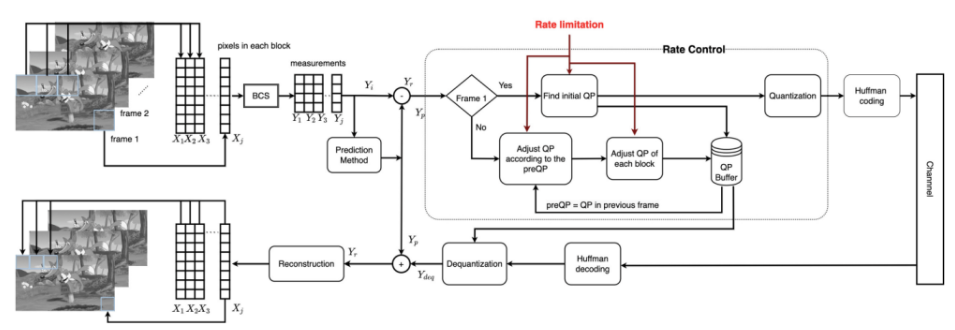 Rate limitation
pixels in each block
Rate Control
measurements
BCS
Y_i
Y_r
-
Y_p
Frame 1
Yes
No
Find initial QP
Quantization
Huffman
coding
frame 2
frame 1
X_1 X_2 X_3
X_j
Y_1 Y_2 Y_3 Y_j
Prediction
Method
Adjust QP
according to the
preQP
Adjust QP of
each block
QP
Buffer
preQP = QP in previous frame
Channnel
Y_p
Y_r
+
Y_{deq}
Reconstruction
Dequantization
Huffman
decoding
X_1 X_2 X_3
X_j